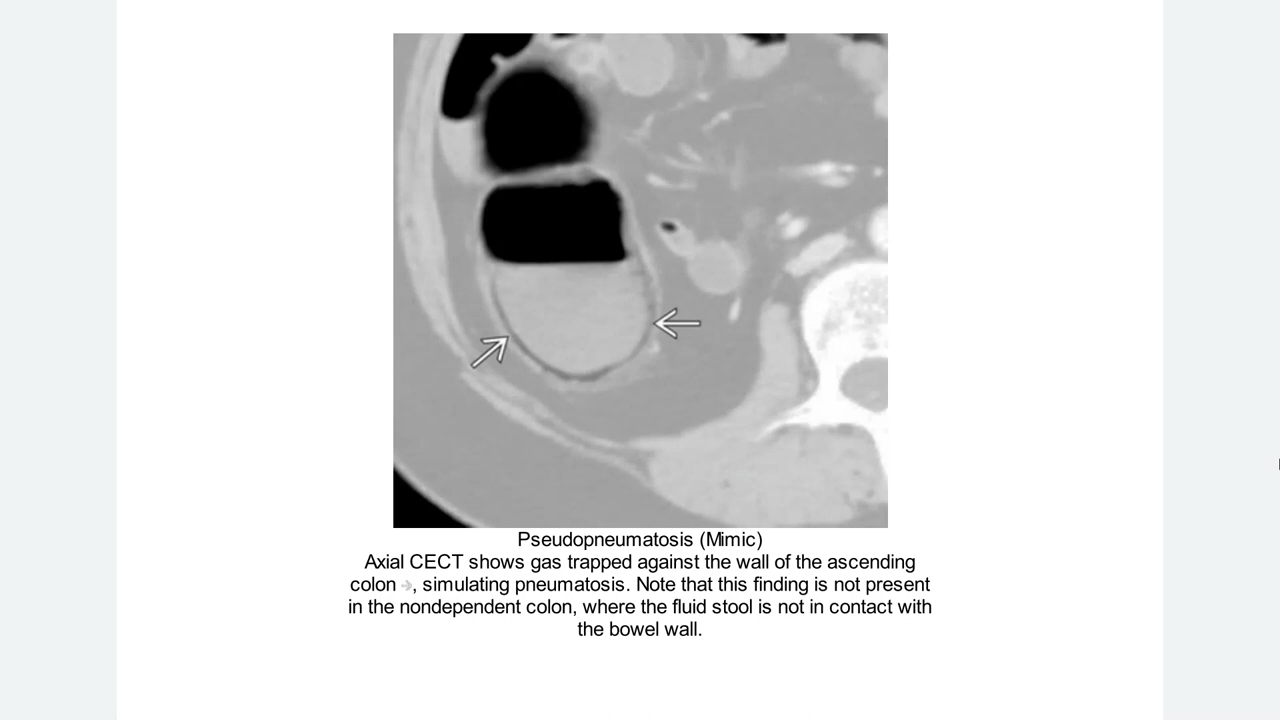 Pseudopneumatosis (Mimic)
Axial CECT shows gas trapped against the wall of the ascending
colon ➔, simulating pneumatosis. Note that this finding is not present
in the nondependent colon, where the fluid stool is not in contact with
the bowel wall.